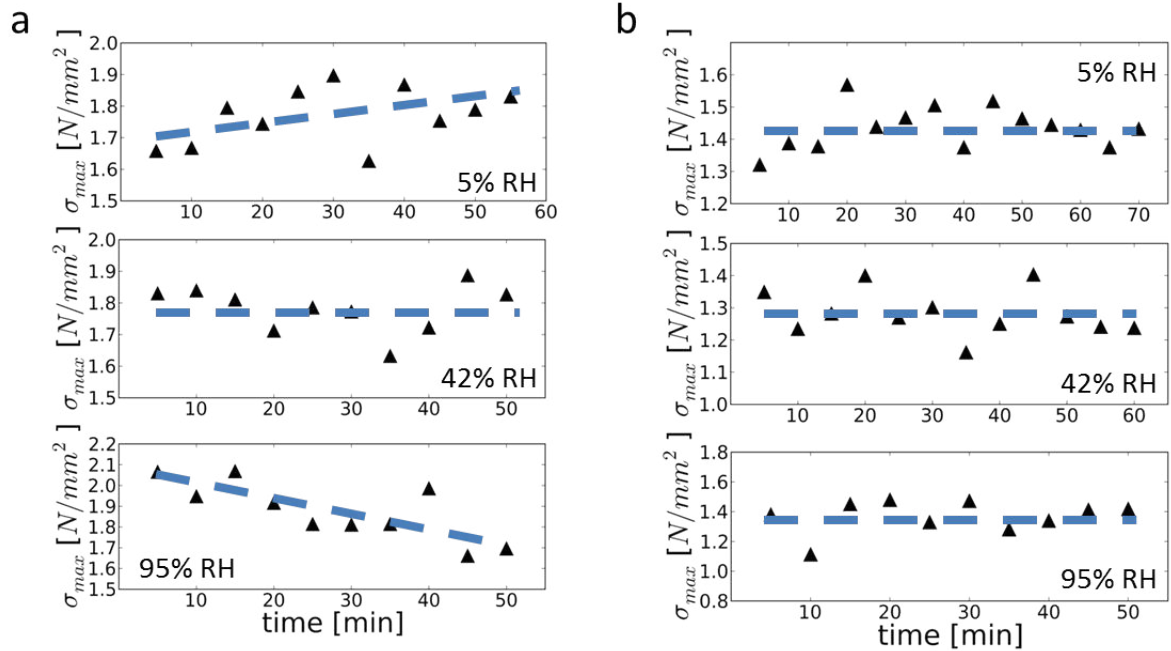 a
σmax [N/mm²]
2.0
1.9
1.8
1.7
1.6
1.5
5% RH
10 20 30 40 50 60
σmax [N/mm²]
2.0
1.9
1.8
1.7
1.6
1.5
42% RH
10 20 30 40 50
σmax [N/mm²]
2.2
2.1
2.0
1.9
1.8
1.7
1.6
1.5
95% RH
10 20 30 40 50
time [min]
b
σmax [N/mm²]
1.6
1.5
1.4
1.3
1.2
5% RH
10 20 30 40 50 60 70
σmax [N/mm²]
1.5
1.4
1.3
1.2
1.1
1.0
42% RH
10 20 30 40 50 60
σmax [N/mm²]
1.8
1.6
1.4
1.2
1.0
0.8
95% RH
10 20 30 40 50
time [min]